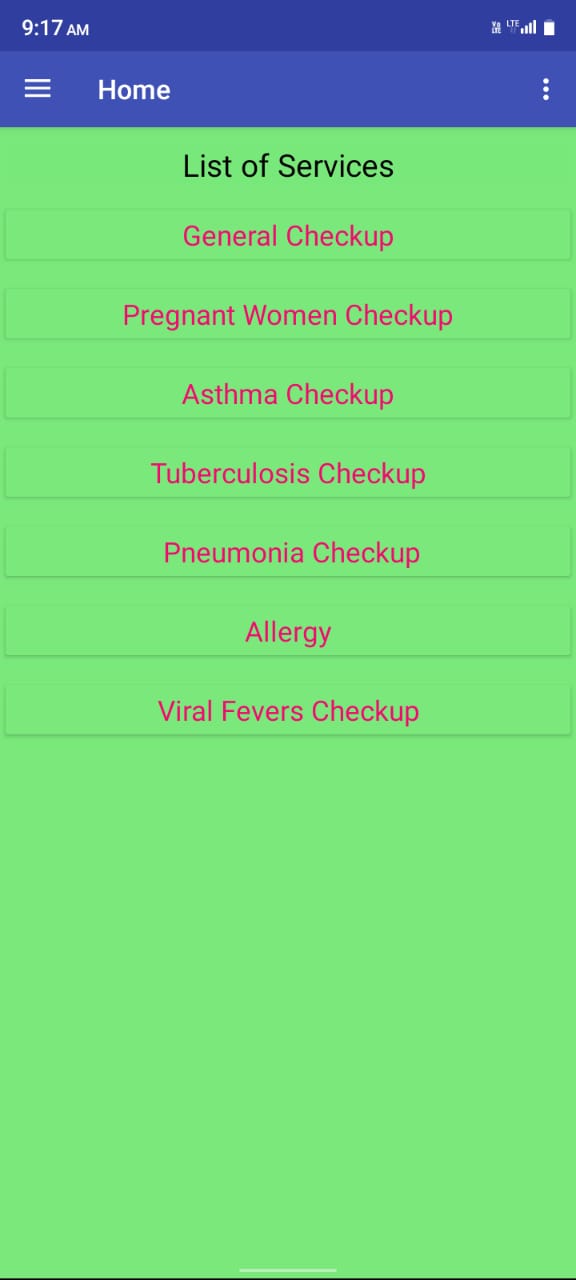 9:17 AM
Vo LTE LTE
Home
List of Services
General Checkup
Pregnant Women Checkup
Asthma Checkup
Tuberculosis Checkup
Pneumonia Checkup
Allergy
Viral Fevers Checkup